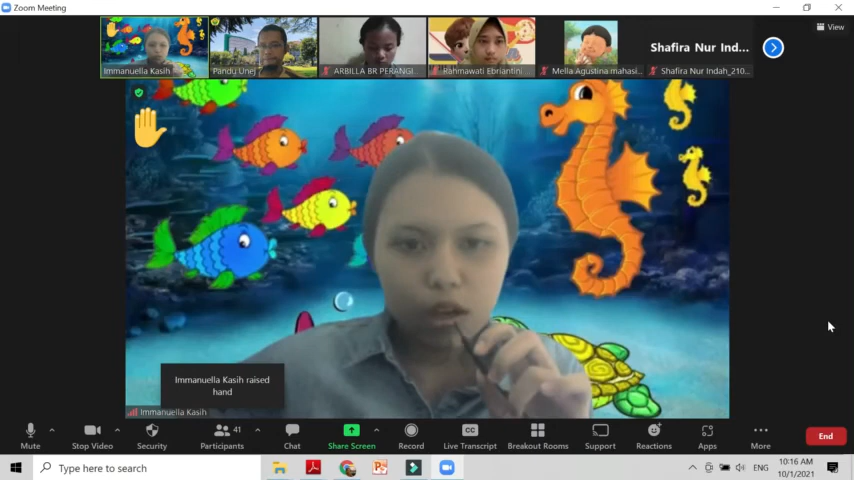 Zoom Meeting
View
Immanuella Kasih
Pandu Unej
ARBILLA BR PERANGI...
Rahmawati Ebriantini ...
Mella Agustina mahasi...
Shafira Nur Ind...
Shafira Nur Indah_210...
Immanuella Kasih raised
hand
Immanuella Kasih
Mute
Stop Video
Security
Participants
41
Chat
Share Screen
Record
CC
Live Transcript
Breakout Rooms
Support
Reactions
Apps
More
End
Type here to search
ENG
10:16 AM
10/1/2021